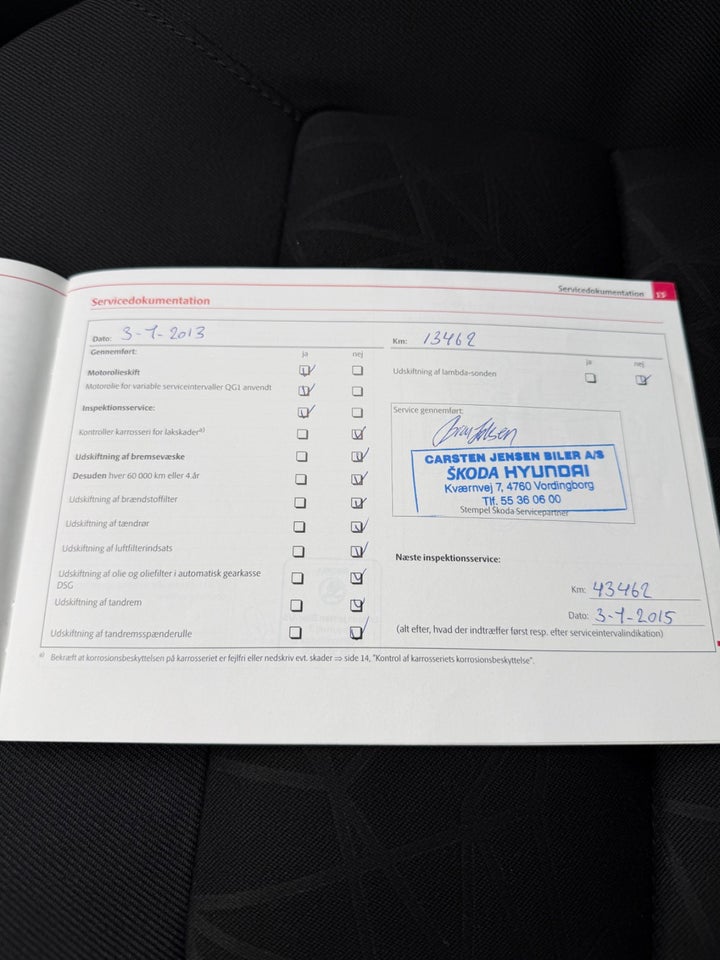 Servicedokumentation
Servicedokumentation
Dato: 3-7-2013
Km: 13462
Gennemført:
ja nej
ja nej
Motorolieskift
Udskiftning af lambda-sonden
Motorolie for variable serviceintervaller QG1 anvendt
Inspektionsservice:
Service gennemført:
Kontroller karrosseri for lakskader a)
CARSTEN JENSEN BILER A/S
ŠKODA HYUNDAI
Kværnvej 7, 4760 Vordingborg
Tlf. 55 36 06 00
Stempel Skoda Servicepartner
Udskiftning af bremsevæske
Desuden hver 60 000 km eller 4 år
Udskiftning af brændstoffilter
Udskiftning af tændrør
Udskiftning af luftfilterindsats
Udskiftning af olie og oliefilter i automatisk gearkasse
DSG
Udskiftning af tandrem
Udskiftning af tandremsspænderulle
Næste inspektionsservice:
Km: 43462
Dato: 3-7-2015
(alt efter, hvad der indtræffer først resp. efter serviceintervalindikation)
a) Bekræft at korrosionsbeskyttelsen på karrosseriet er fejlfri eller nedskriv evt. skader ⇒ side 14, "Kontrol af karrosseriets korrosionsbeskyttelse".